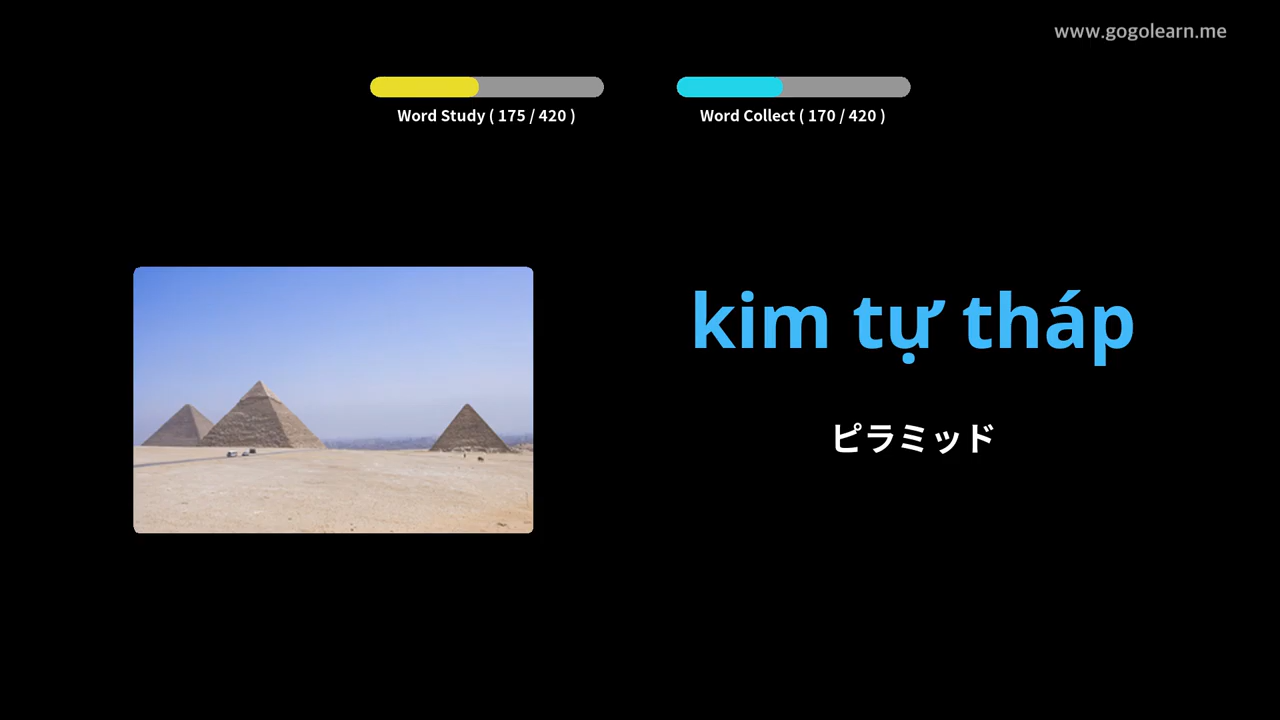 www.gogolearn.me
Word Study ( 175 / 420 )
Word Collect ( 170 / 420 )
kim tự tháp
ピラミッド